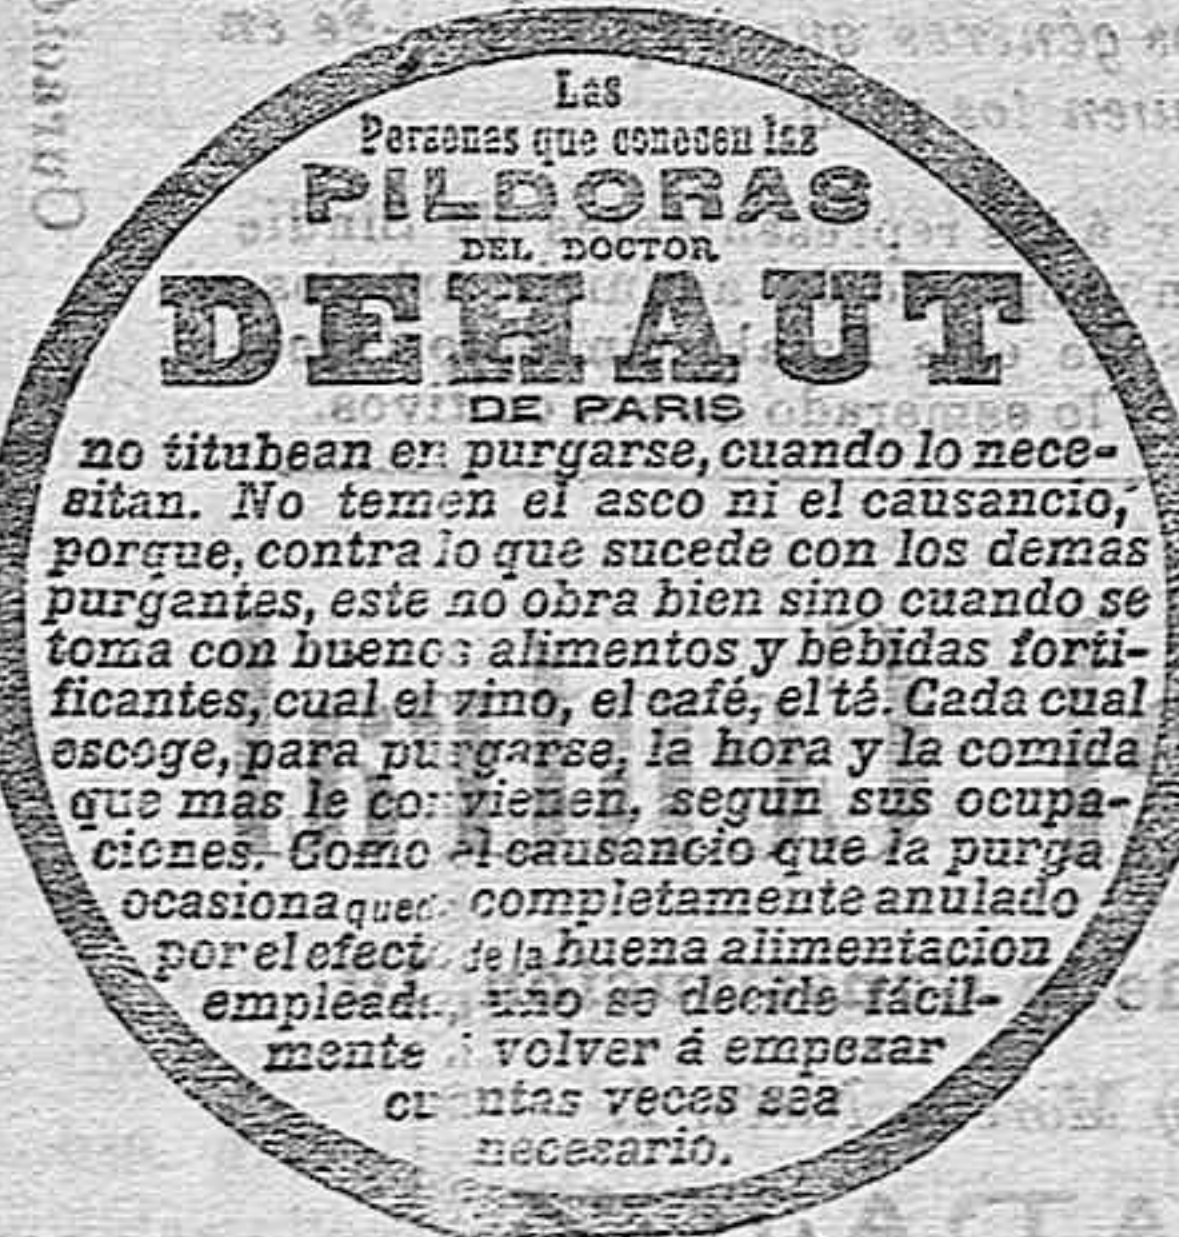 Las
Personas que conocen las
PILDORAS
DEL DOCTOR
DEHAUT
DE PARIS
no titubean en purgarse, cuando lo nece-
sitan. No temen el asco ni el causancio,
porque, contra lo que sucede con los demas
purgantes, este no obra bien sino cuando se
toma con buenos alimentos y bebidas forti-
ficantes, cual el vino, el café, el té. Cada cual
escoge, para purgarse, la hora y la comida
que mas le convienen, segun sus ocupa-
ciones. Como el causancio que la purga
ocasiona queda completamente anulado
por el efecto de la buena alimentacion
empleada, uno se decide fácil-
mente á volver á empezar
cuantas veces sea
necesario.